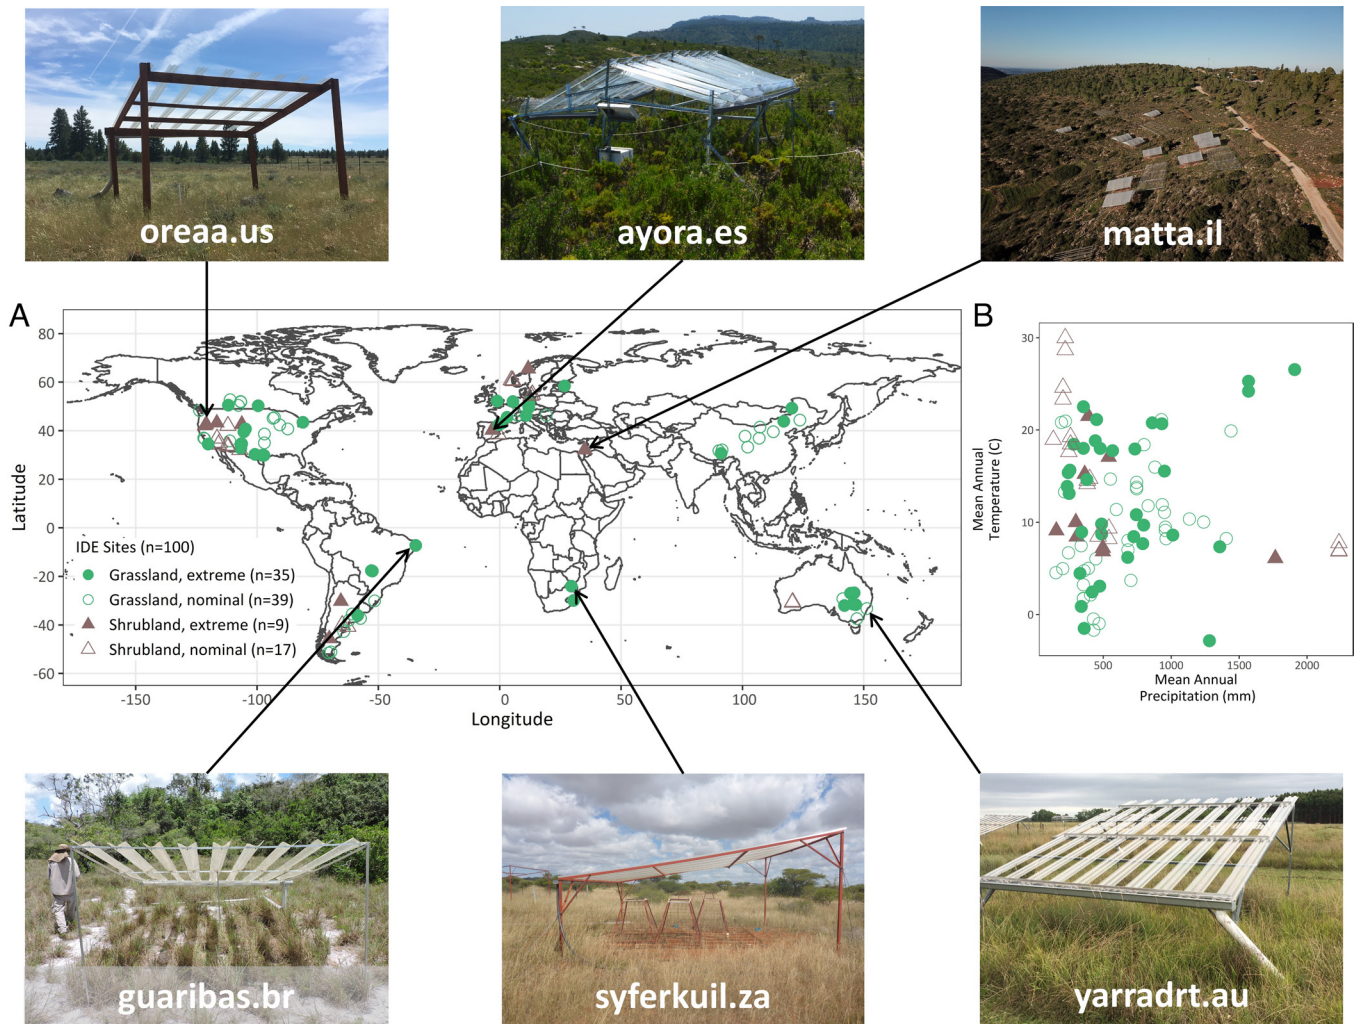 oreaa.us
ayora.es
matta.il
A
B
80
60
40
20
0
-20
-40
-60
Latitude
IDE Sites (n=100)
Grassland, extreme (n=35)
Grassland, nominal (n=39)
Shrubland, extreme (n=9)
Shrubland, nominal (n=17)
-150
-100
-50
0
50
100
150
Longitude
30
20
10
0
Mean Annual
Temperature (C)
500
1000
1500
2000
Mean Annual
Precipitation (mm)
guaribas.br
syferkuil.za
yarradrt.au